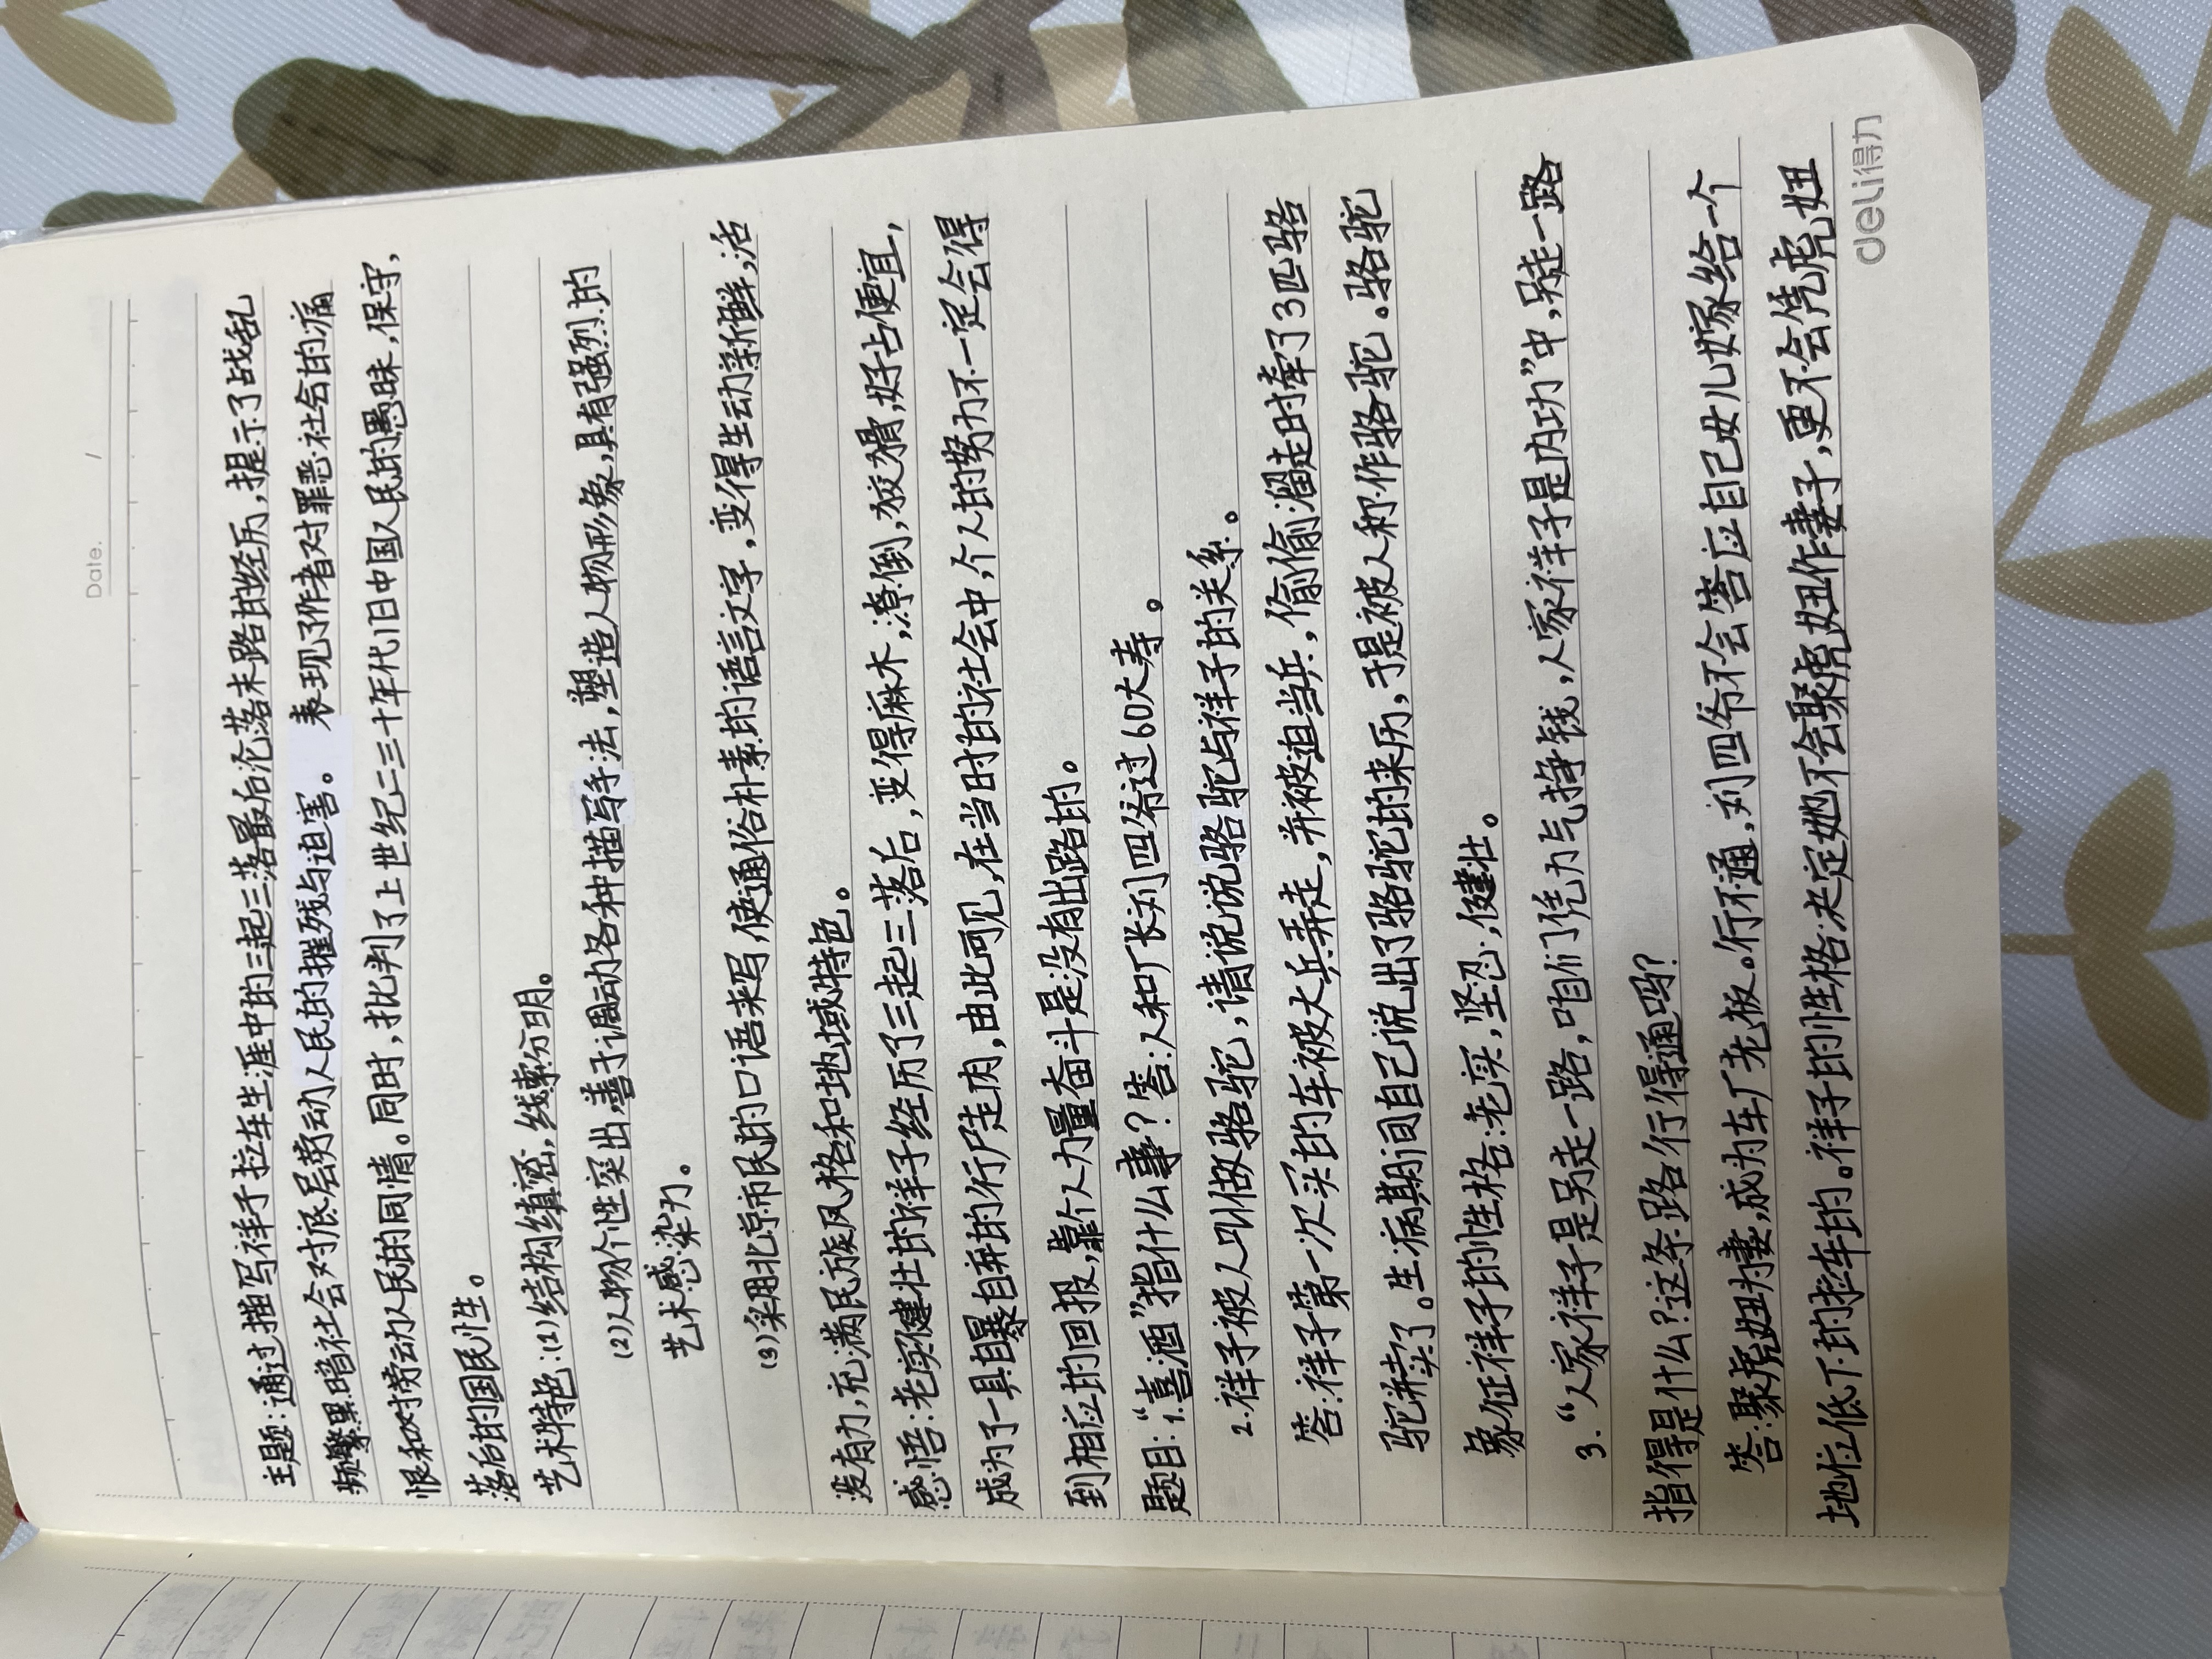 Date. /
主题:通过描写祥子拉车生涯中的三起三落最后沦落末路的经历,提示了战乱
频繁黑暗社会对底层劳动人民的摧残与迫害。 表现了作者对罪恶社会的痛
恨和对劳动人民的同情。同时,批判了上世纪二三十年代旧中国人民的愚昧,保守,
落后的国民性。
艺术特色:(1)结构缜密,线索分明。
(2)人物个性突出,善于调动各种描写手法,塑造人物形象,具有强烈的
艺术感染力。
(3)采用北京市民的口语来写,使通俗朴素的语言文字,变得生动新鲜,活
没有力,充满民族风格和地域特色。
感悟:老实健壮的祥子经历了三起三落后,变得麻木,潦倒,狡猾,好占便宜,
成为了一具自暴自弃的行尸走肉,由此可见,在当时的社会中,个人的努力不一定会得
到相应的回报,靠个人力量奋斗是没有出路的。
题目:1.“喜酒”指什么事?答:人和厂长刘四爷过60大寿。
2.祥子被人叫做骆驼,请说说骆驼与祥子的关系。
答:祥子第一次买的车被大兵弄走,并被迫当兵,偷偷溜走时牵了3匹骆
驼并卖了。生病期间自己说出了骆驼的来历,于是被人称作骆驼。骆驼
象征祥子的性格:老实,坚忍,健壮。
3.“人家祥子是另走一路,咱们凭力气挣钱,人家祥子是内功”中,另走一路
指得是什么?这条路行得通吗?
答:聚虎妞为妻,成为车厂老板。行不通,刘四爷不会答应自己女儿嫁给一个
地位低下的拉车的。祥子的性格决定她不会聚虎妞作妻子,更不会凭虎妞
deli得力